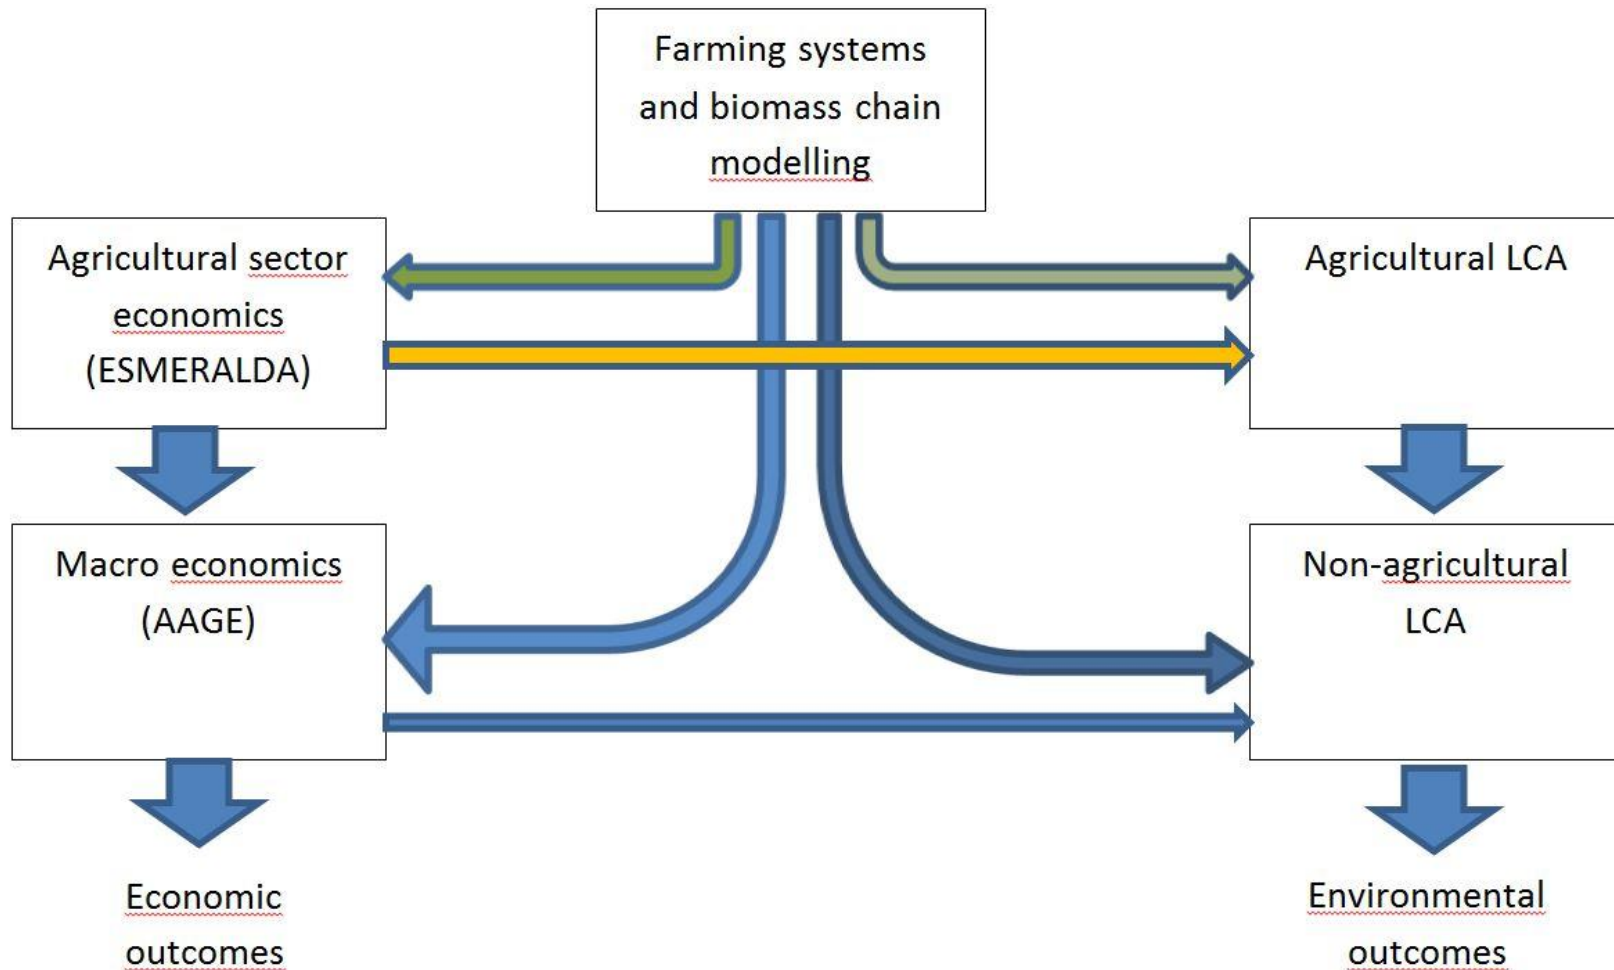 Farming systems
and biomass chain
modelling
Agricultural sector
economics
(ESMERALDA)
Agricultural LCA
Macro economics
(AAGE)
Non-agricultural
LCA
Economic
outcomes
Environmental
outcomes